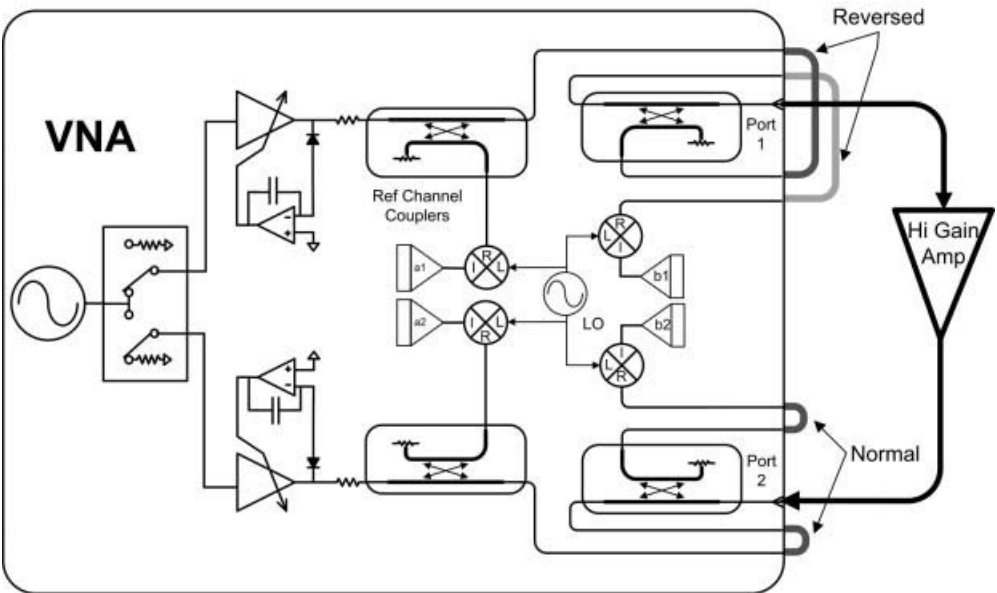 Reversed
VNA
Port
1
Ref Channel
Couplers
Hi Gain
Amp
R
L
I
a1
I
R
L
b1
a2
I
L
R
LO
b2
I
L
R
Port
2
Normal